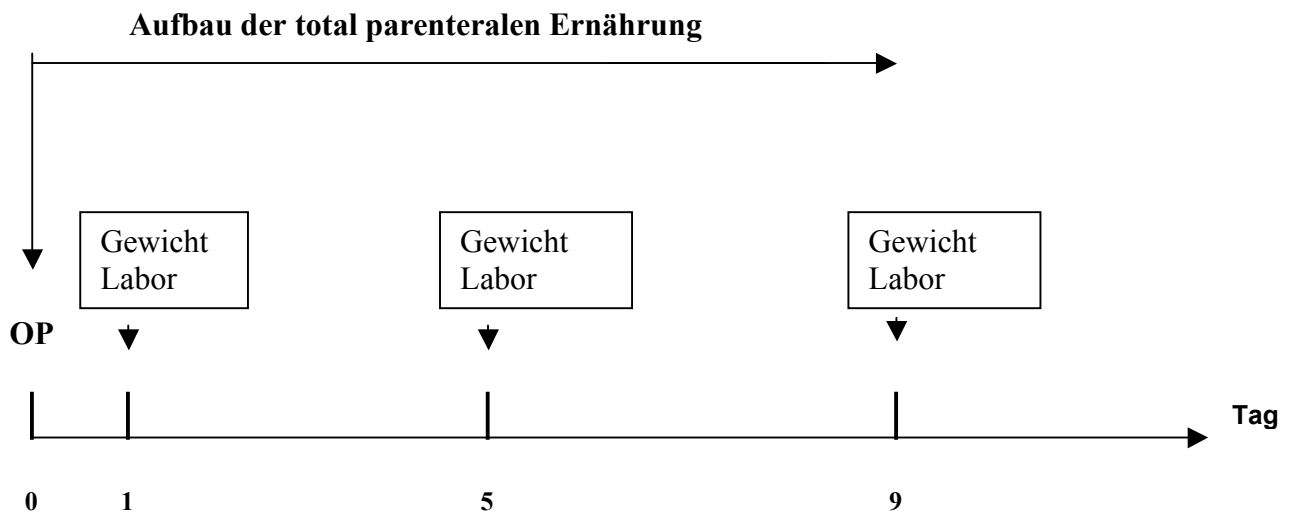 Aufbau der total parenteralen Ernährung
Gewicht
Labor
Gewicht
Labor
Gewicht
Labor
OP
Tag
0 1 5 9